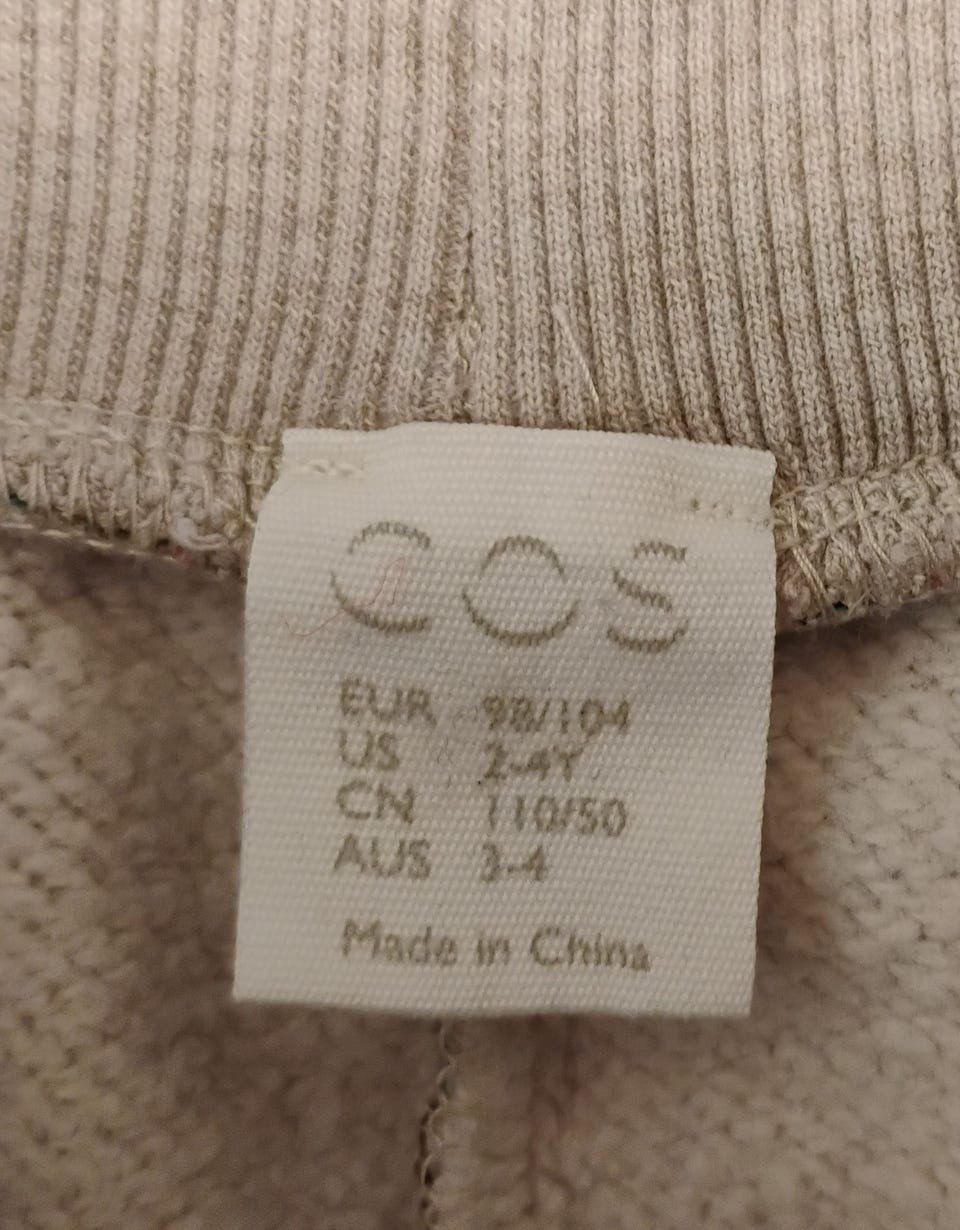 COS
EUR 98/104
US 2-4Y
CN 110/50
AUS 3-4
Made in China